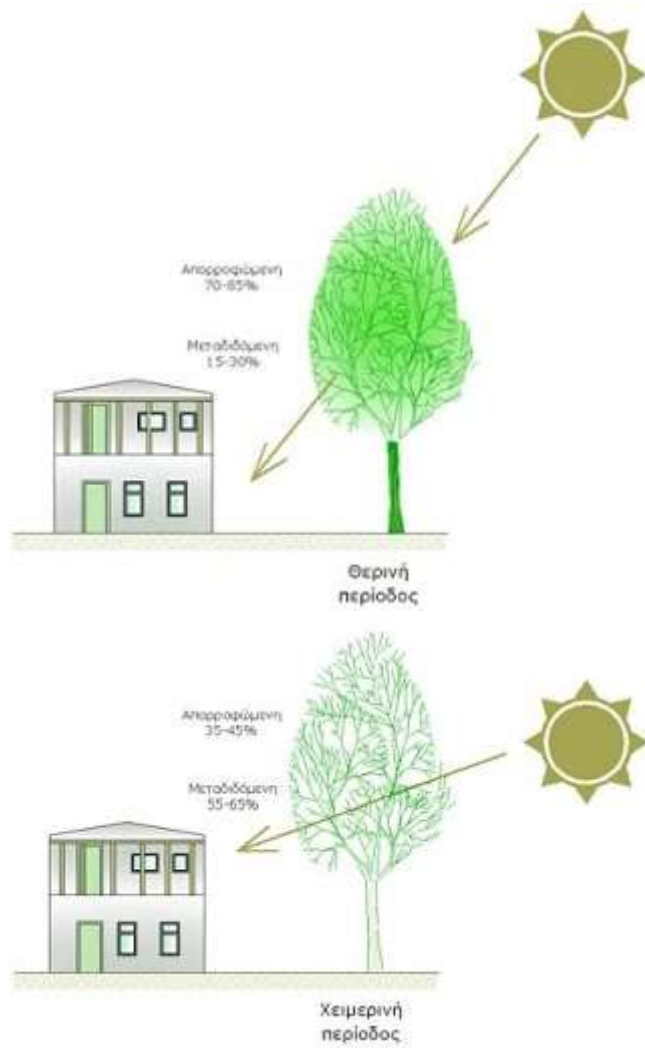 Απορροφώμενη
70-85%
Μεταδιδόμενη
15-30%
Θερινή
περίοδος
Απορροφώμενη
35-45%
Μεταδιδόμενη
55-65%
Χειμερινή
περίοδος